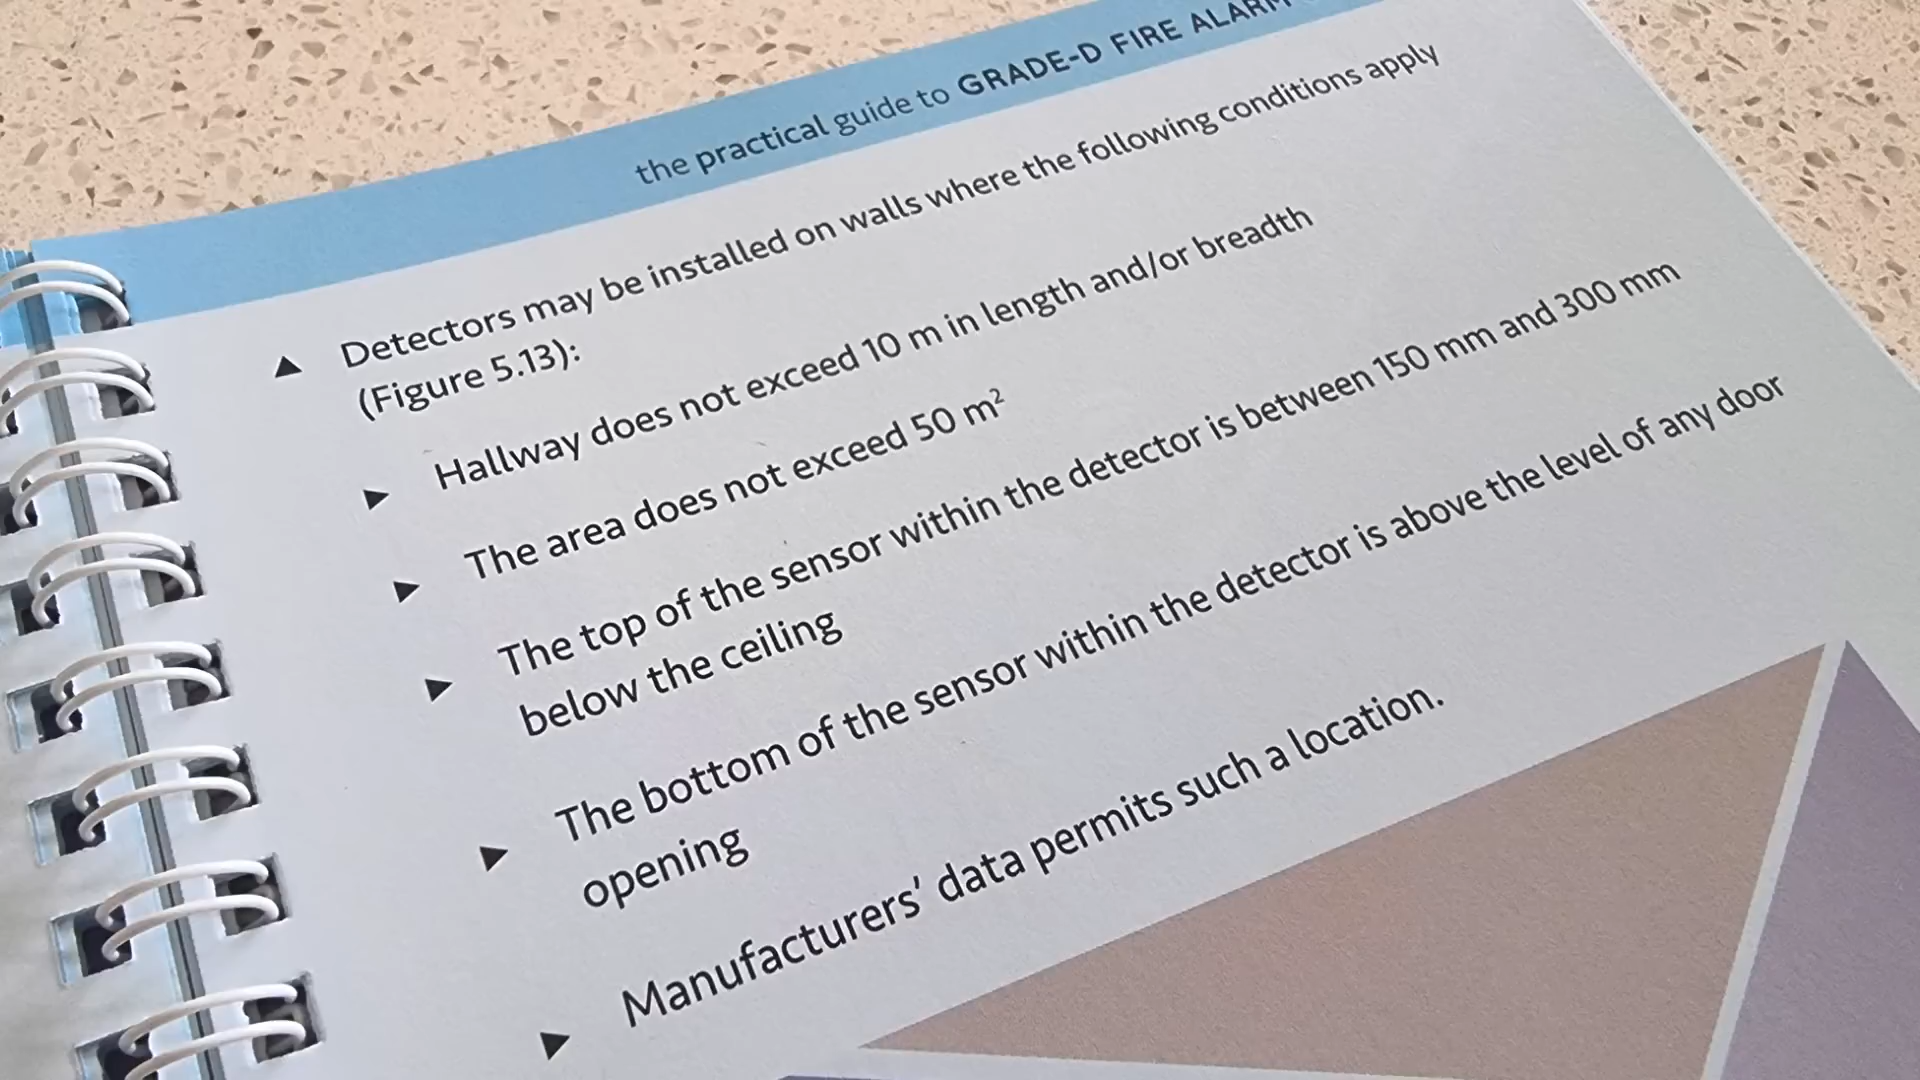 the practical guide to GRADE-D FIRE ALARM
▲ Detectors may be installed on walls where the following conditions apply
(Figure 5.13):
► Hallway does not exceed 10 m in length and/or breadth
► The area does not exceed 50 m²
► The top of the sensor within the detector is between 150 mm and 300 mm
below the ceiling
► The bottom of the sensor within the detector is above the level of any door
opening
► Manufacturers' data permits such a location.